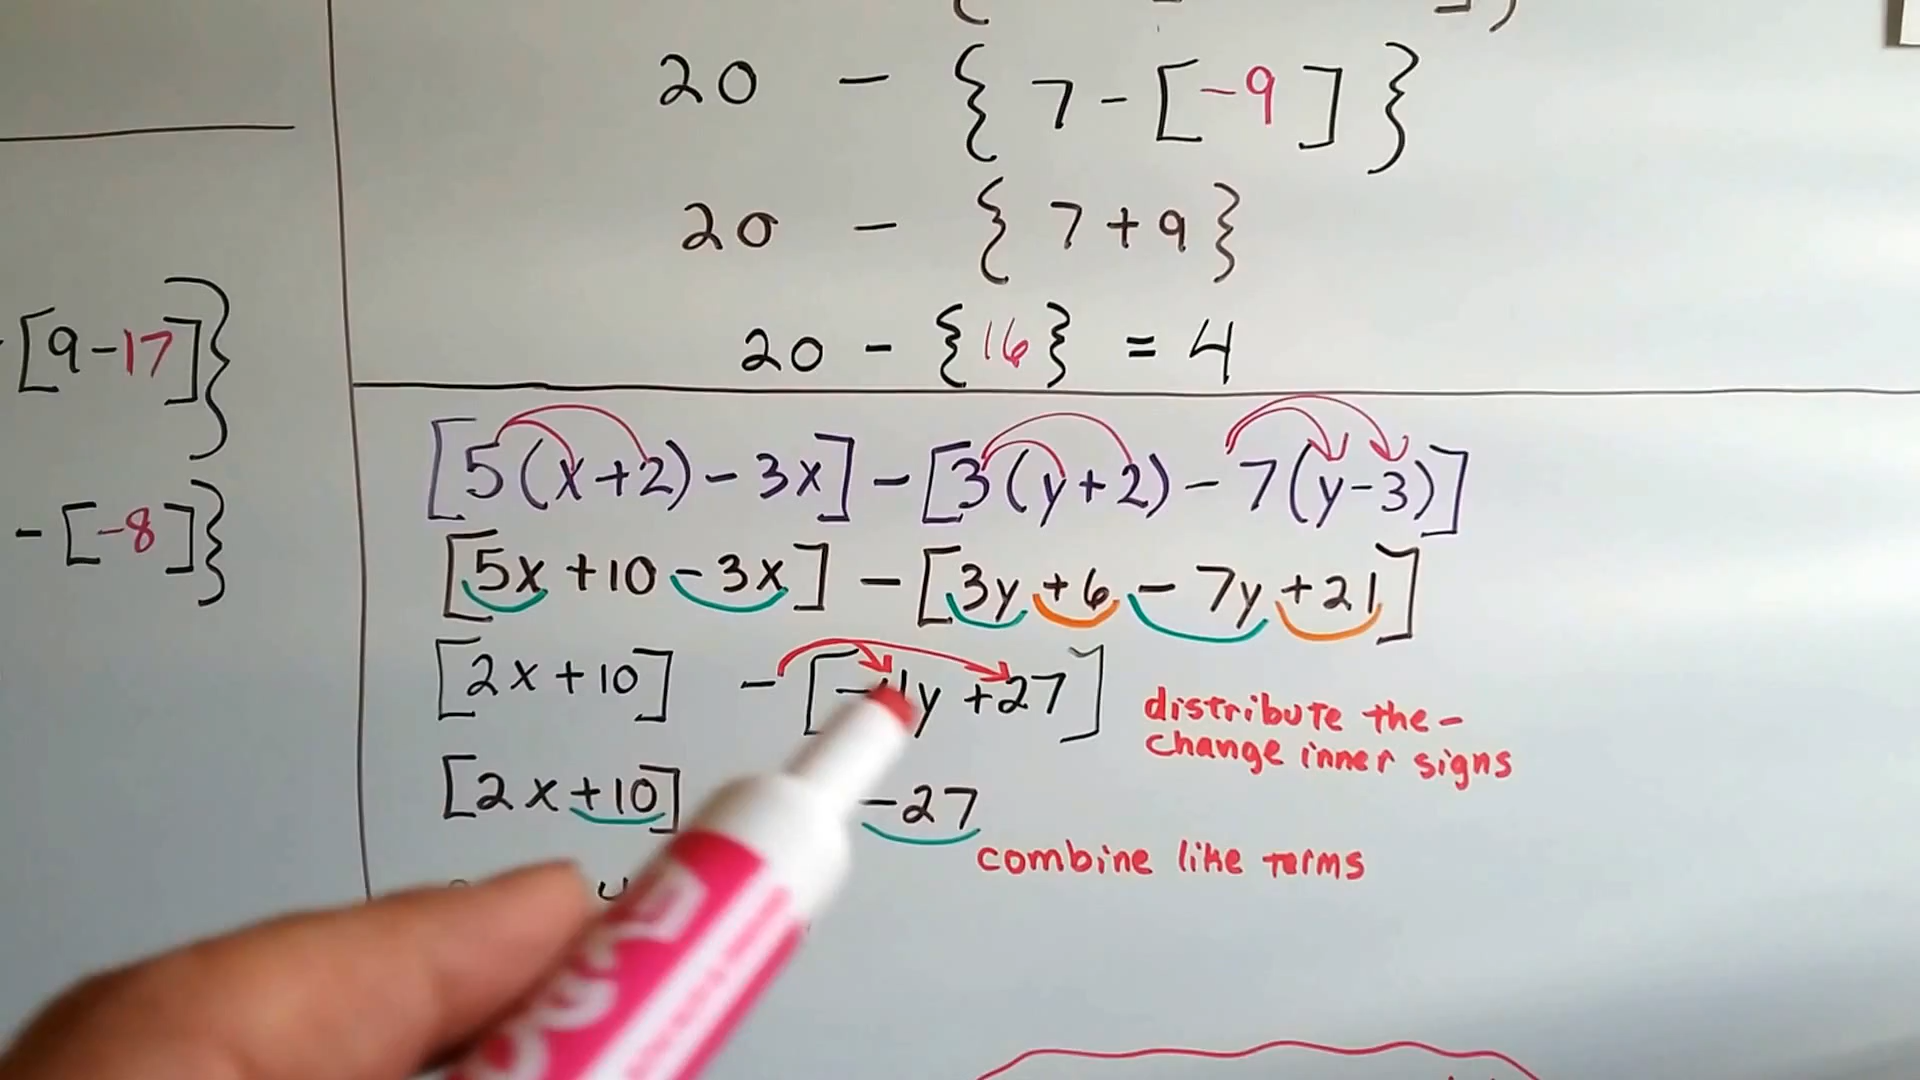 20 - { 7 - [ -9 ] }
20 - { 7 + 9 }
20 - {16} = 4
[9-17]}
- [-8]}
[5(x+2) - 3x] - [3(y+2) - 7(y-3)]
[5x +10 - 3x] - [3y +6 - 7y +21]
[2x +10] - [-4y +27]
distribute the -
change inner signs
[2x +10] -27
combine like terms